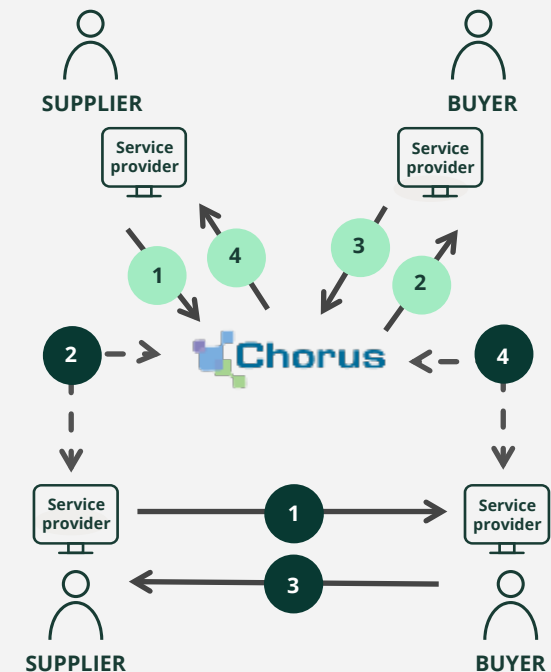 SUPPLIER
BUYER
Service
provider
Service
provider
1
4
3
2
2
Chorus
4
Service
provider
1
Service
provider
3
SUPPLIER
BUYER